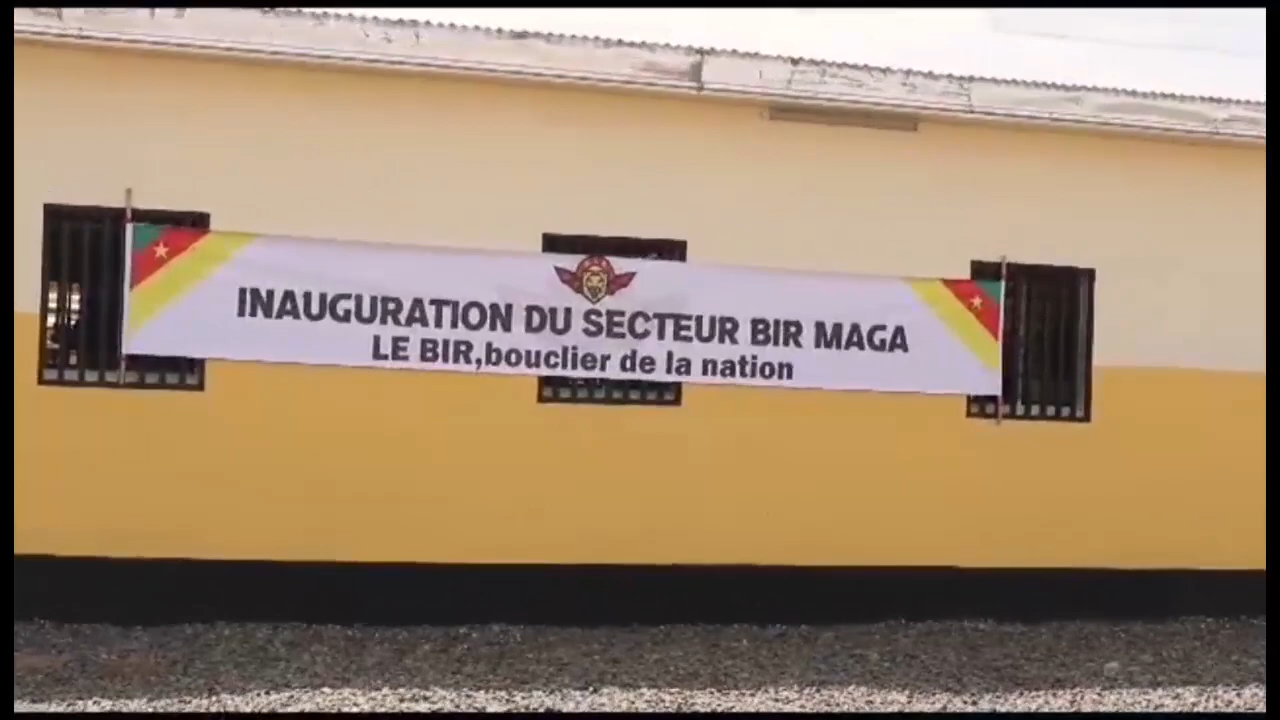 INAUGURATION DU SECTEUR BIR MAGA
LE BIR,bouclier de la nation